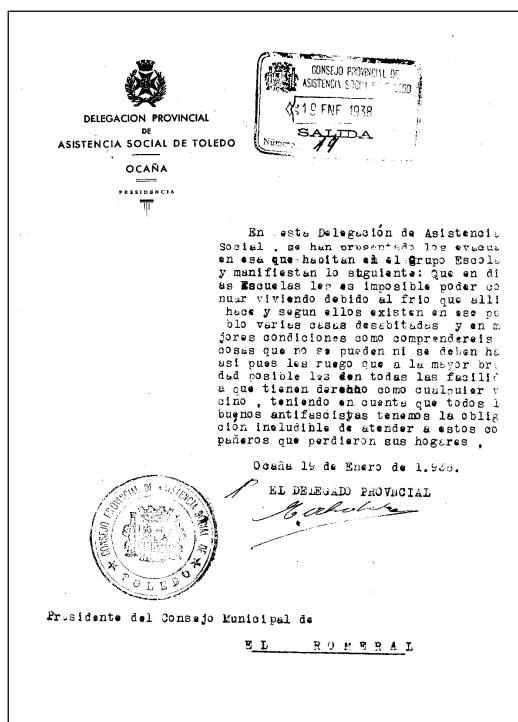 DELEGACION PROVINCIAL
DE
ASISTENCIA SOCIAL DE TOLEDO
OCAÑA
PRESIDENCIA
CONSEJO PROVINCIAL DE
ASISTENCIA SOCIAL
19 ENE 1938
SALIDA
Número 19
En esta Delegación de Asistencia
Social , se han presentado los evacua
en esa que habitan en el Grupo Escola
y manifiestan lo siguiente: Que en di
as Escuelas les es imposible poder co
nuar viviendo debido al frio que alli
hace y segun ellos existen en ese pu
blo varias casas desabitadas y en m
jores condiciones como comprendereis
cosas que no se pueden ni se deben ha
asi pues les ruego que a la mayor br
dad posible les den todas las facilid
a que tienen derecho como cualquier v
cino , teniendo en cuenta que todos l
buenos antifascistas tenemos la oblig
ción ineludible de atender a estos co
pañeros que perdieron sus hogares ,
Ocaña 19 de Enero de 1.938.
EL DELEGADO PROVNCIAL
CONSEJO PROVINCIAL DE ASISTENCIA SOCIAL DE
TOLEDO
Presidente del Consejo Municipal de
EL ROMERAL